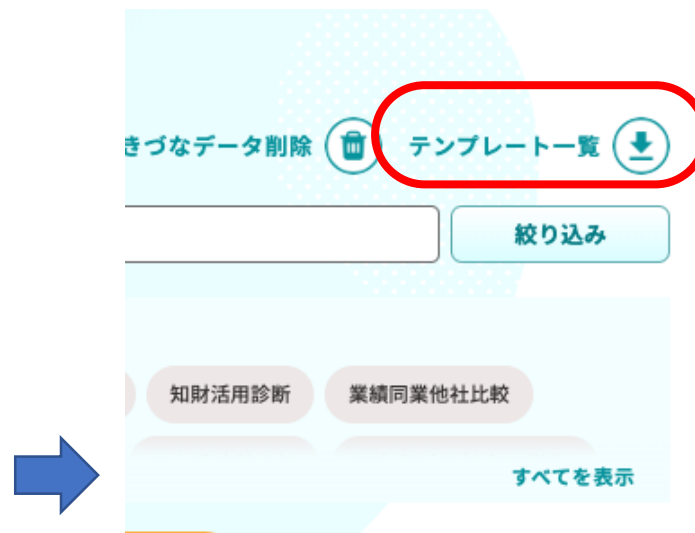 きづなデータ削除 テンプレート一覧
絞り込み
知財活用診断 業績同業他社比較
すべてを表示